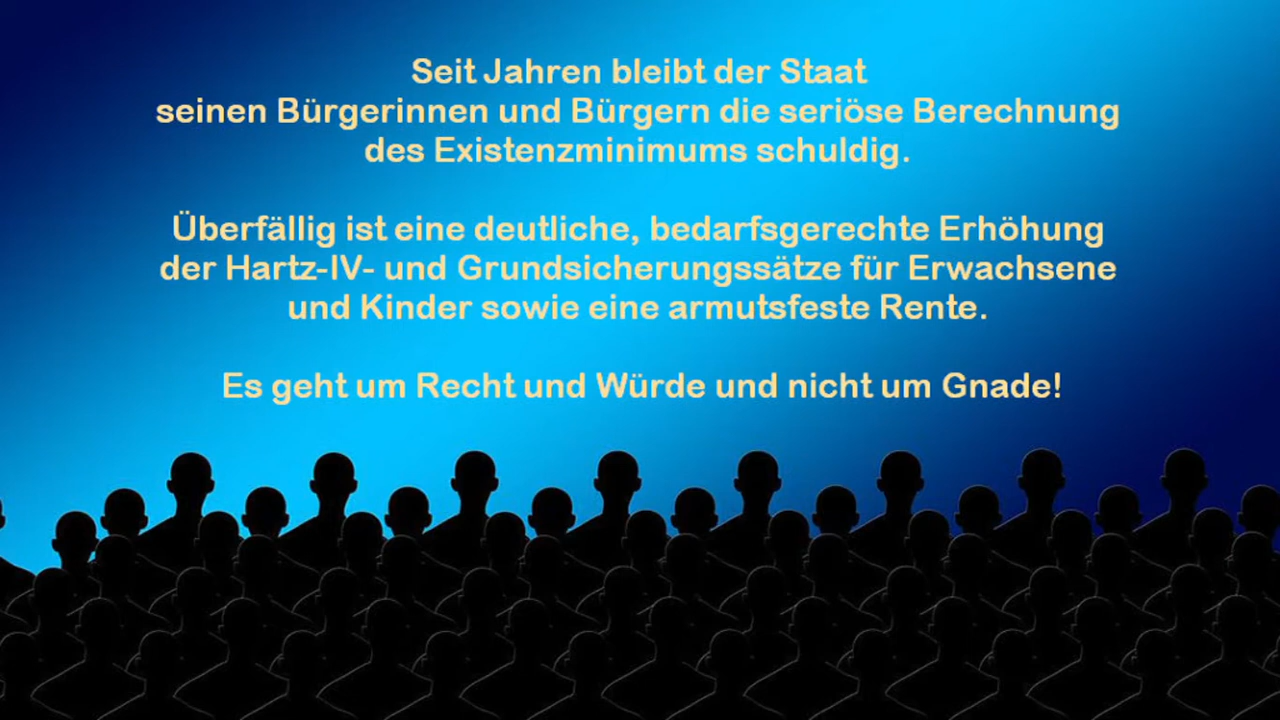 Seit Jahren bleibt der Staat
seinen Bürgerinnen und Bürgern die seriöse Berechnung
des Existenzminimums schuldig.
Überfällig ist eine deutliche, bedarfsgerechte Erhöhung
der Hartz-IV- und Grundsicherungssätze für Erwachsene
und Kinder sowie eine armutsfeste Rente.
Es geht um Recht und Würde und nicht um Gnade!